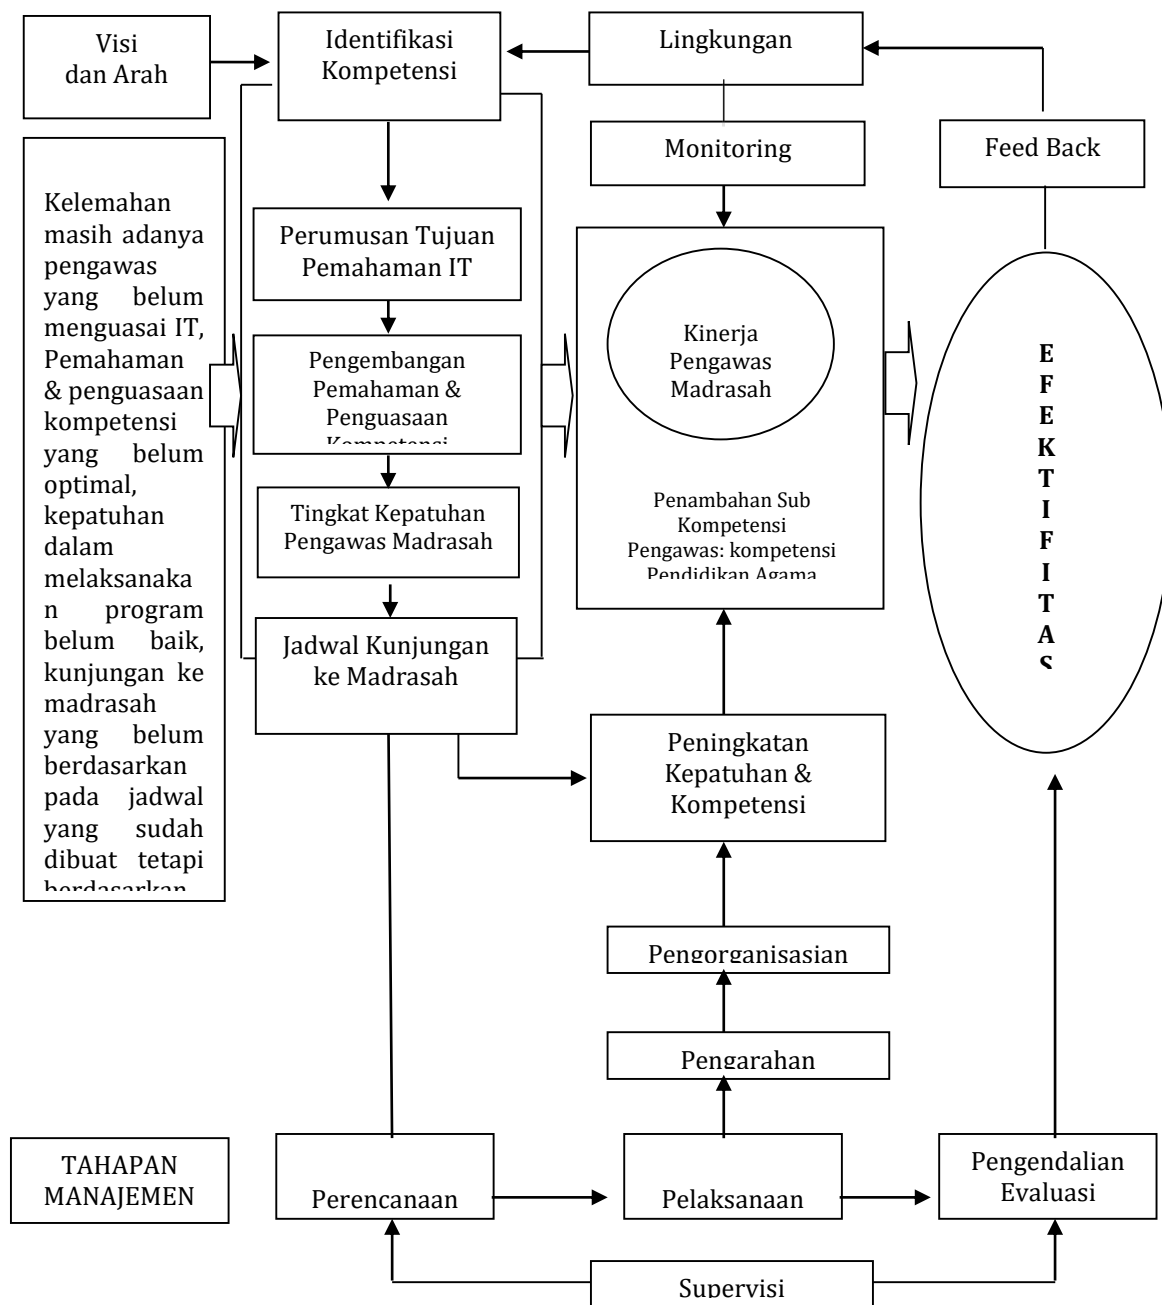 Visi
dan Arah
Identifikasi
Kompetensi
Lingkungan
Monitoring
Feed Back
Kelemahan
masih adanya
pengawas
yang belum
menguasai IT,
Pemahaman
& penguasaan
kompetensi
yang belum
optimal,
kepatuhan
dalam
melaksanaka
n program
belum baik,
kunjungan ke
madrasah
yang belum
berdasarkan
pada jadwal
yang sudah
dibuat tetapi
berdasarkan
Perumusan Tujuan
Pemahaman IT
Pengembangan
Pemahaman &
Penguasaan
Kompetensi
Tingkat Kepatuhan
Pengawas Madrasah
Jadwal Kunjungan
ke Madrasah
Kinerja
Pengawas
Madrasah
Penambahan Sub
Kompetensi
Pengawas: kompetensi
Pendidikan Agama
E
F
E
K
T
I
F
I
T
A
S
Peningkatan
Kepatuhan &
Kompetensi
Pengorganisasian
Pengarahan
TAHAPAN
MANAJEMEN
Perencanaan
Pelaksanaan
Pengendalian
Evaluasi
Supervisi